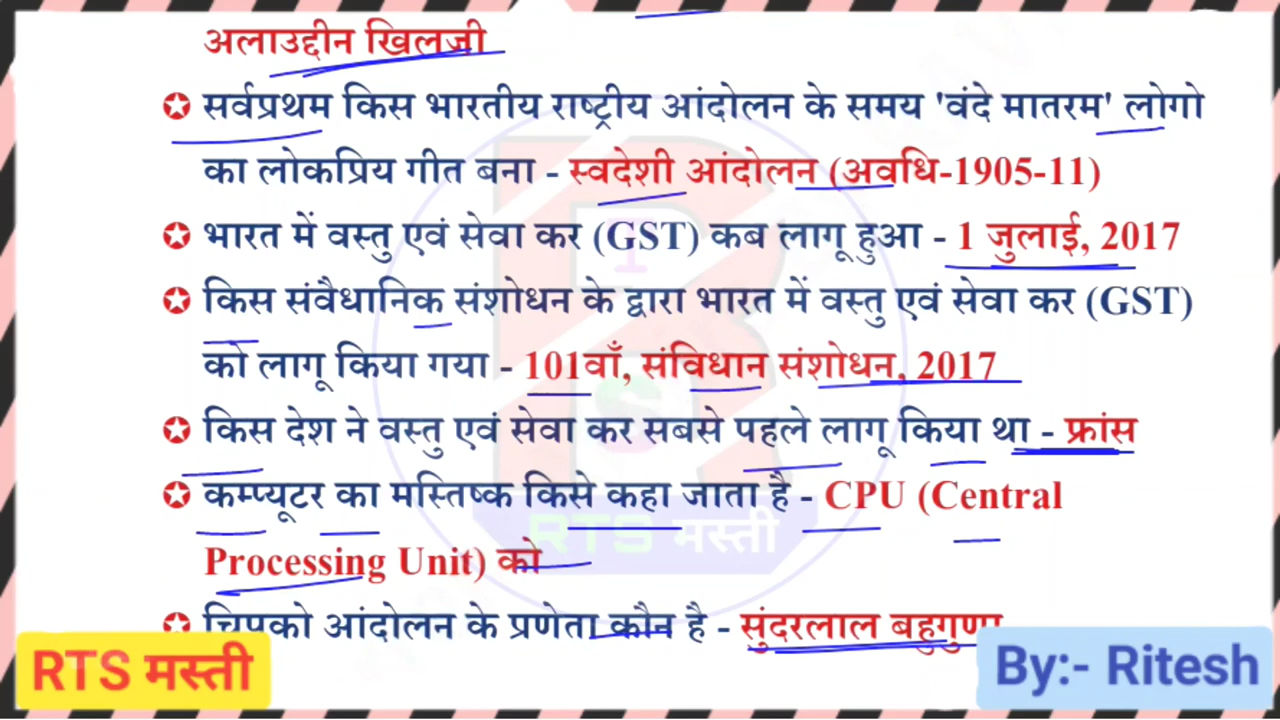 अलाउद्दीन खिलजी
सर्वप्रथम किस भारतीय राष्ट्रीय आंदोलन के समय 'वंदे मातरम' लोगो
का लोकप्रिय गीत बना - स्वदेशी आंदोलन (अवधि-1905-11)
भारत में वस्तु एवं सेवा कर (GST) कब लागू हुआ - 1 जुलाई, 2017
किस संवैधानिक संशोधन के द्वारा भारत में वस्तु एवं सेवा कर (GST)
को लागू किया गया - 101वाँ, संविधान संशोधन, 2017
किस देश ने वस्तु एवं सेवा कर सबसे पहले लागू किया था - फ्रांस
कम्प्यूटर का मस्तिष्क किसे कहा जाता है - CPU (Central
Processing Unit) को
RTS मस्ती
चिपको आंदोलन के प्रणेता कौन है - सुंदरलाल बहुगुणा
RTS मस्ती
By:- Ritesh